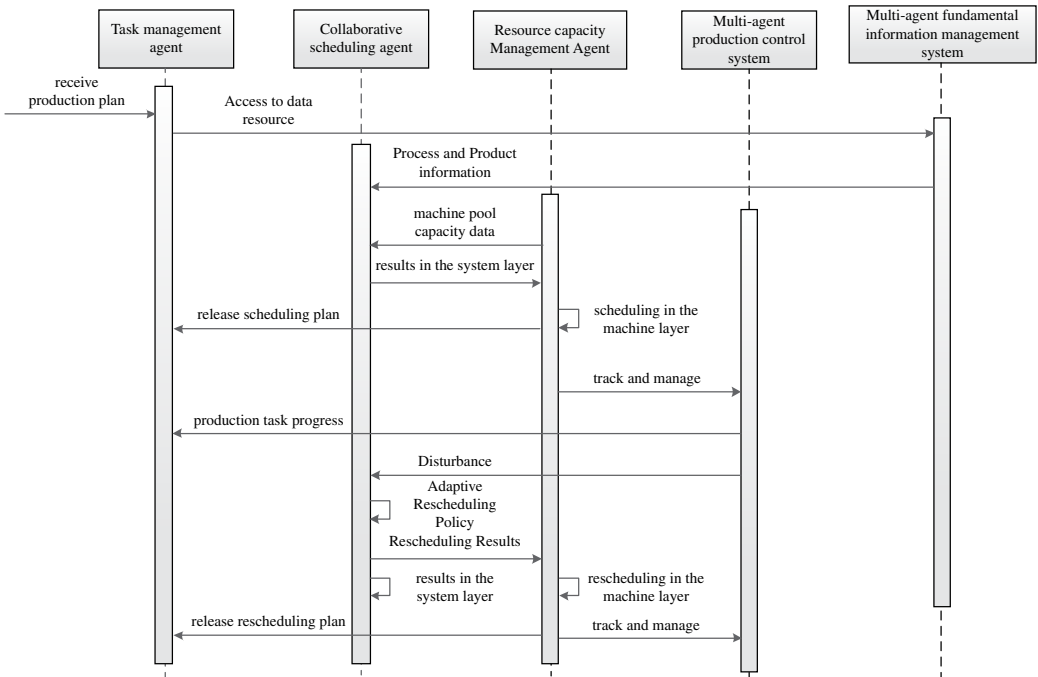 Task management
agent
Collaborative
scheduling agent
Resource capacity
Management Agent
Multi-agent
production control
system
Multi-agent fundamental
information management
system
receive
production plan
Access to data
resource
Process and Product
information
machine pool
capacity data
results in the system layer
release scheduling plan
scheduling in the
machine layer
track and manage
production task progress
Disturbance
Adaptive
Rescheduling
Policy
Rescheduling Results
results in the
system layer
rescheduling in the
machine layer
release rescheduling plan
track and manage